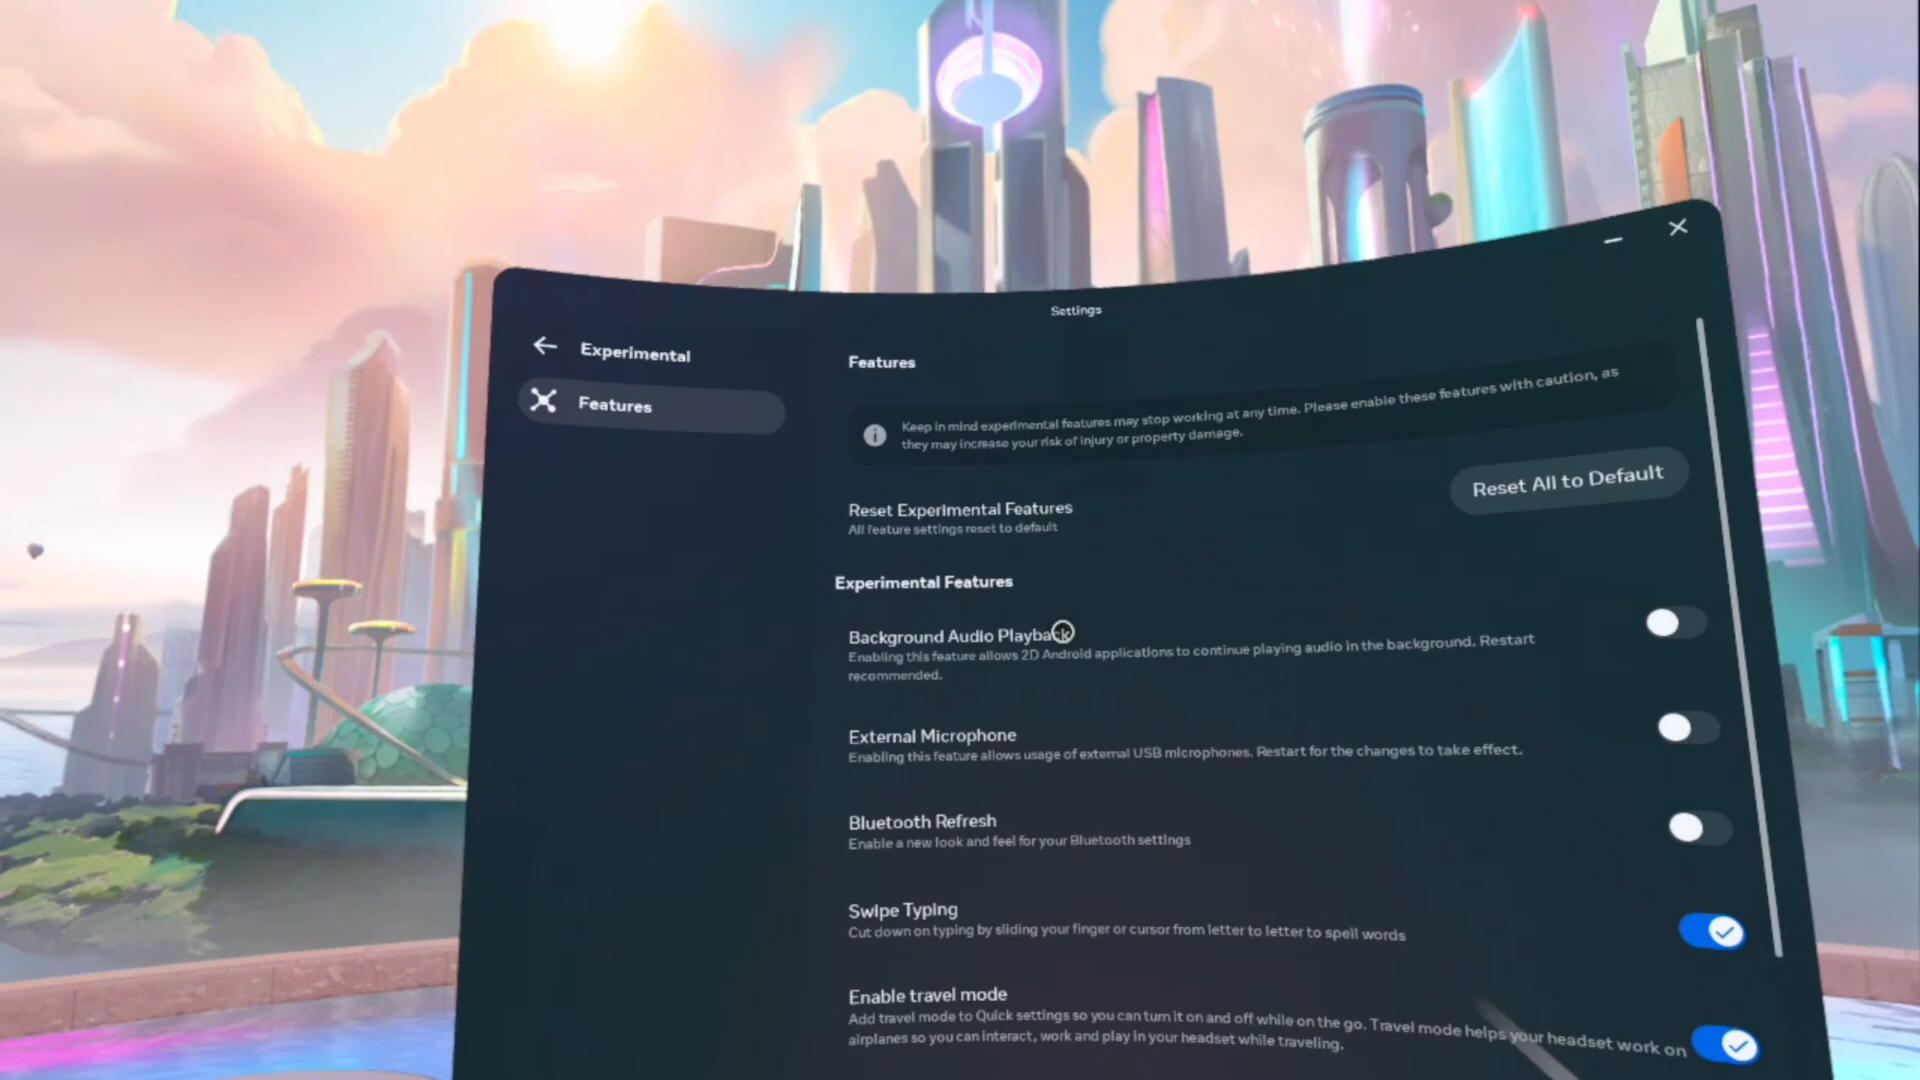 Settings
Experimental
Features
Features
Keep in mind experimental features may stop working at any time. Please enable these features with caution, as
they may increase your risk of injury or property damage.
Reset Experimental Features
All feature settings reset to default
Reset All to Default
Experimental Features
Background Audio Playback
Enabling this feature allows 2D Android applications to continue playing audio in the background. Restart
recommended.
External Microphone
Enabling this feature allows usage of external USB microphones. Restart for the changes to take effect.
Bluetooth Refresh
Enable a new look and feel for your Bluetooth settings
Swipe Typing
Cut down on typing by sliding your finger or cursor from letter to letter to spell words
Enable travel mode
Add travel mode to Quick settings so you can turn it on and off while on the go. Travel mode helps your headset work on
airplanes so you can interact, work and play in your headset while traveling.